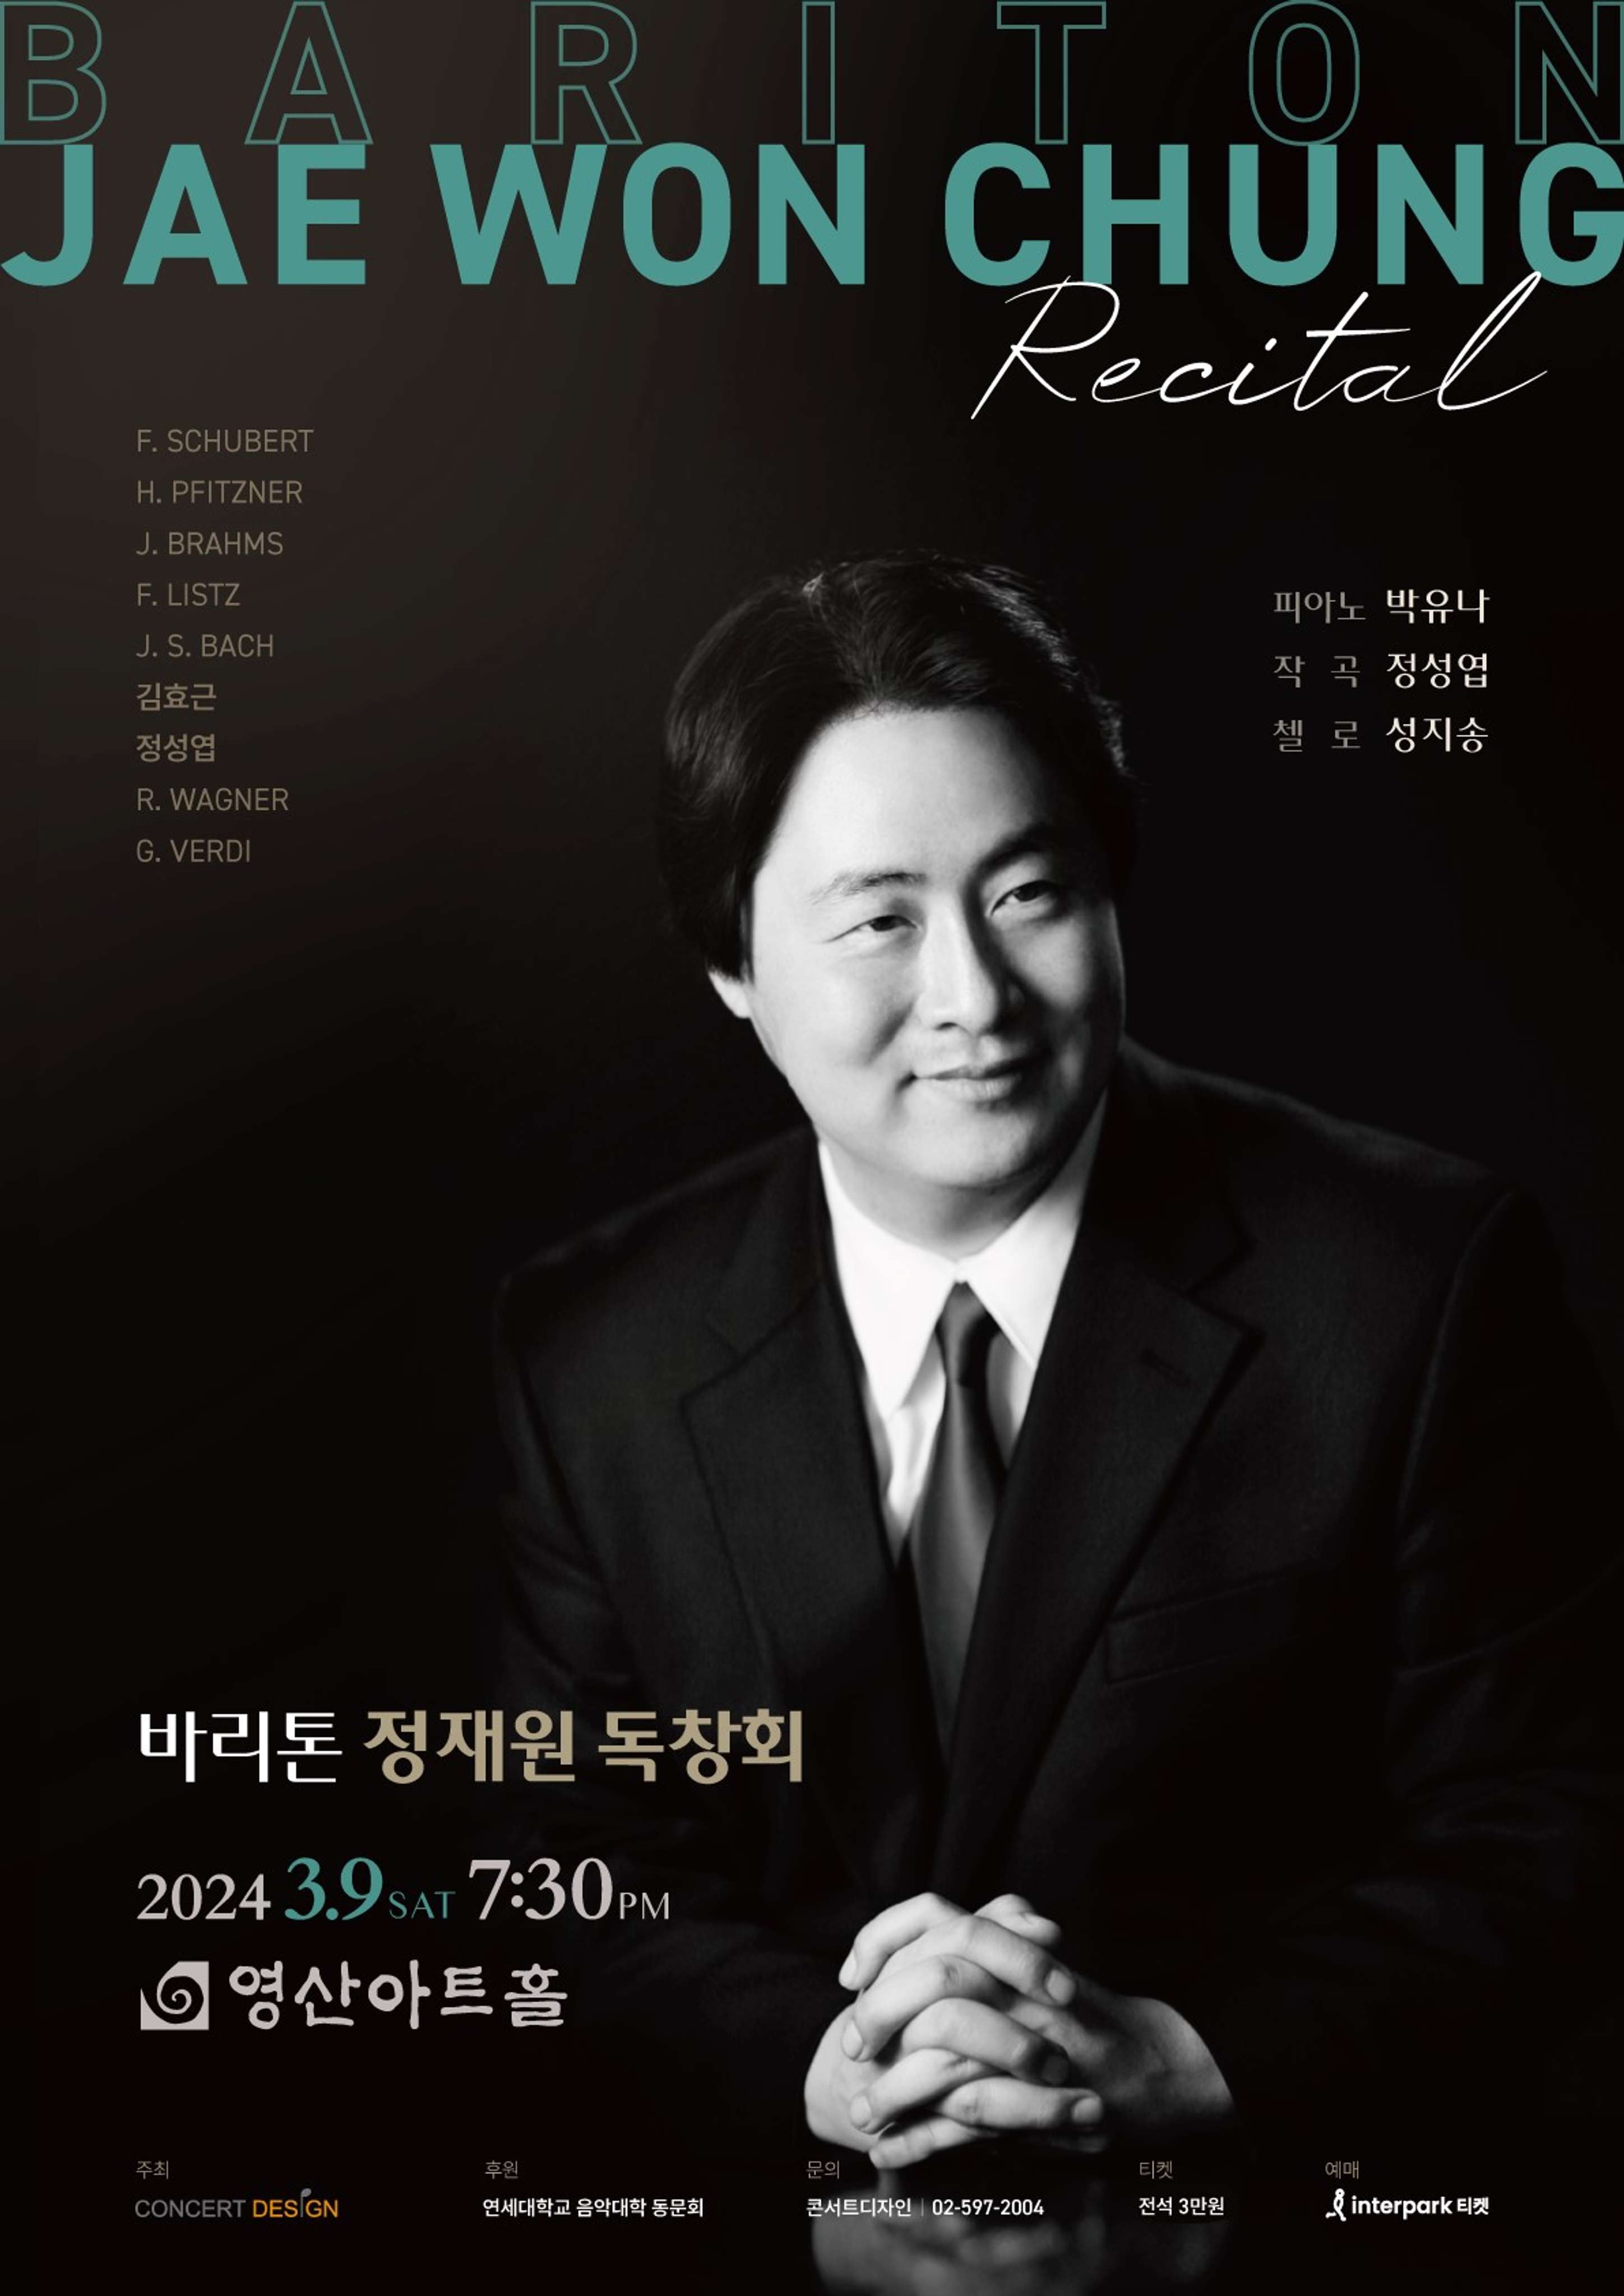 BARITON
JAE WON CHUNG
Recital
F. SCHUBERT
H. PFITZNER
J. BRAHMS
F. LISTZ
J. S. BACH
김효근
정성엽
R. WAGNER
G. VERDI
피아노 박유나
작 곡 정성엽
첼 로 성지송
바리톤 정재원 독창회
2024 3.9 SAT 7:30 PM
영산아트홀
주최
CONCERT DESIGN
후원
연세대학교 음악대학 동문회
문의
콘서트디자인 | 02-597-2004
티켓
전석 3만원
예매
interpark 티켓